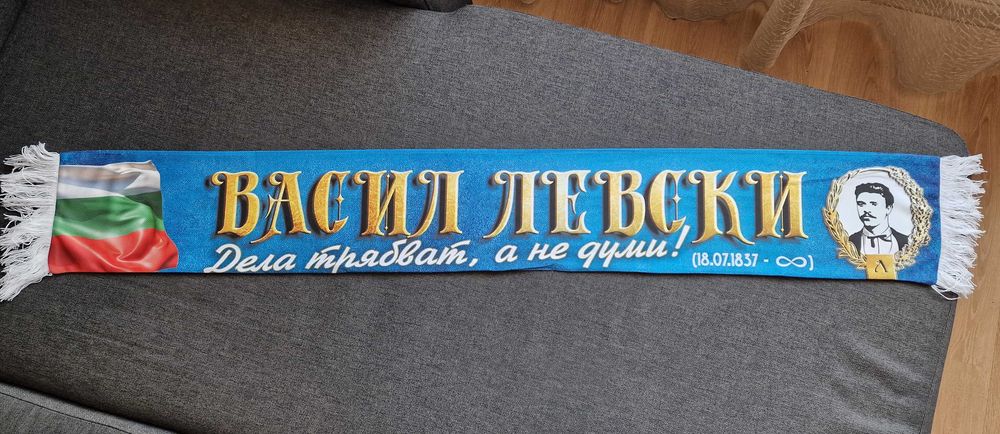 ВАСИЛ ЛЕВСКИ
Дела трябват, а не думи!
(18.07.1837 - ∞)
Л